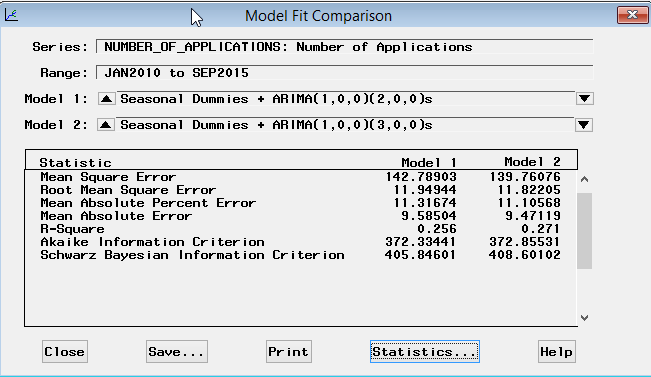 Model Fit Comparison
Series: NUMBER_OF_APPLICATIONS: Number of Applications
Range: JAN2010 to SEP2015
Model 1: Seasonal Dummies + ARIMA(1,0,0)(2,0,0)s
Model 2: Seasonal Dummies + ARIMA(1,0,0)(3,0,0)s
Statistic Model 1 Model 2
Mean Square Error 142.78903 139.76076
Root Mean Square Error 11.94944 11.82205
Mean Absolute Percent Error 11.31674 11.10568
Mean Absolute Error 9.58504 9.47119
R-Square 0.256 0.271
Akaike Information Criterion 372.33441 372.85531
Schwarz Bayesian Information Criterion 405.84601 408.60102
Close Save... Print Statistics... Help